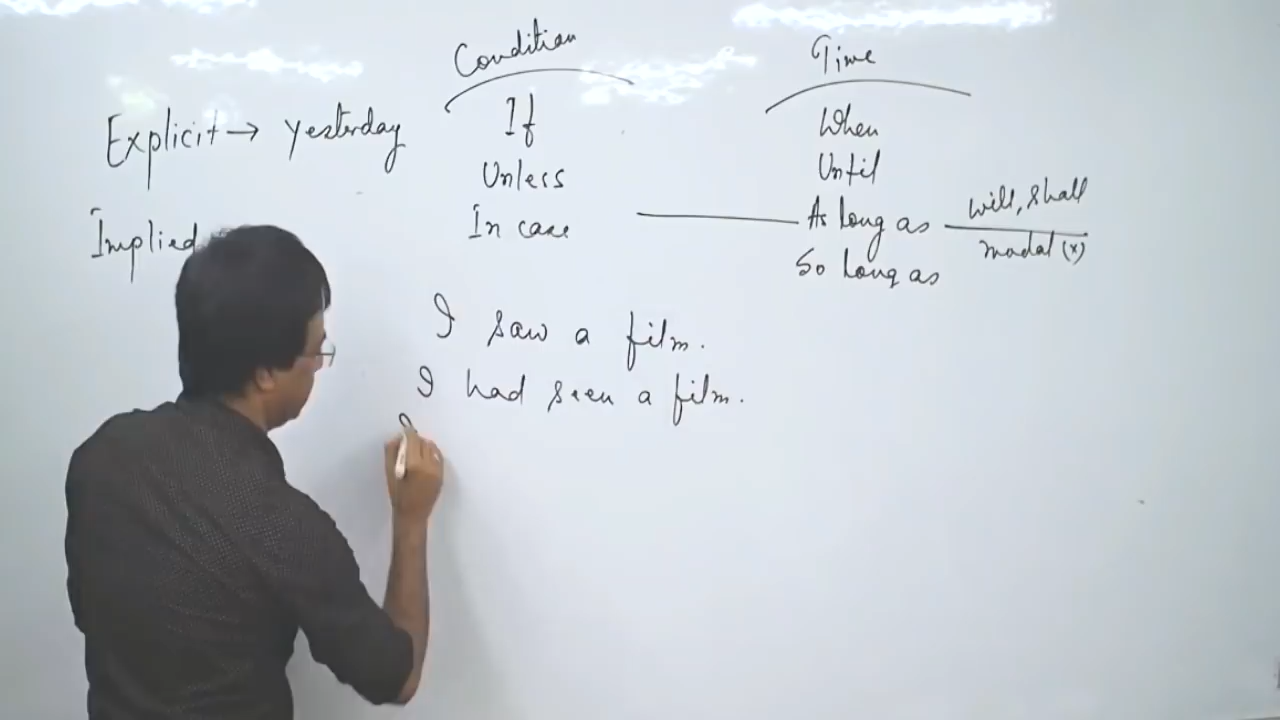 Condition
Time
Explicit → yesterday
If
When
Unless
Until
Implied
In case
As long as
will, shall
modal (x)
So long as
I saw a film.
I had seen a film.